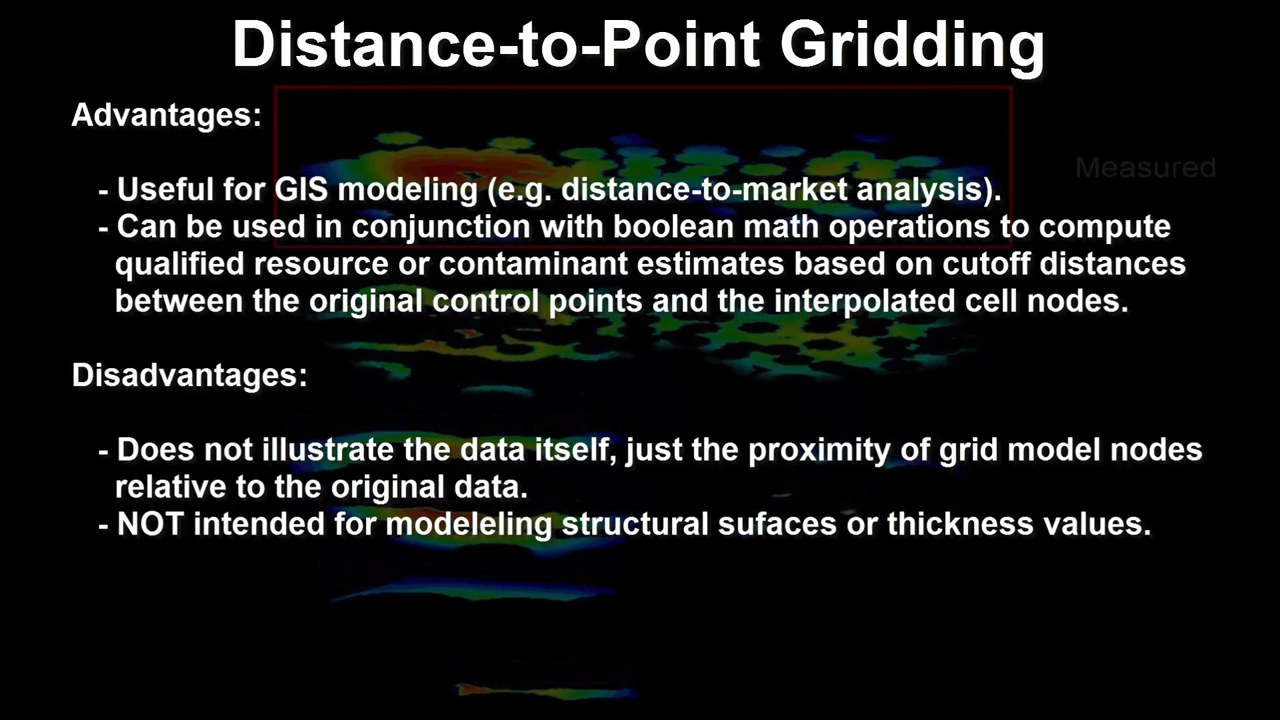 Distance-to-Point Gridding
Advantages:
Measured
- Useful for GIS modeling (e.g. distance-to-market analysis).
- Can be used in conjunction with boolean math operations to compute
qualified resource or contaminant estimates based on cutoff distances
between the original control points and the interpolated cell nodes.
Disadvantages:
- Does not illustrate the data itself, just the proximity of grid model nodes
relative to the original data.
- NOT intended for modeleling structural sufaces or thickness values.